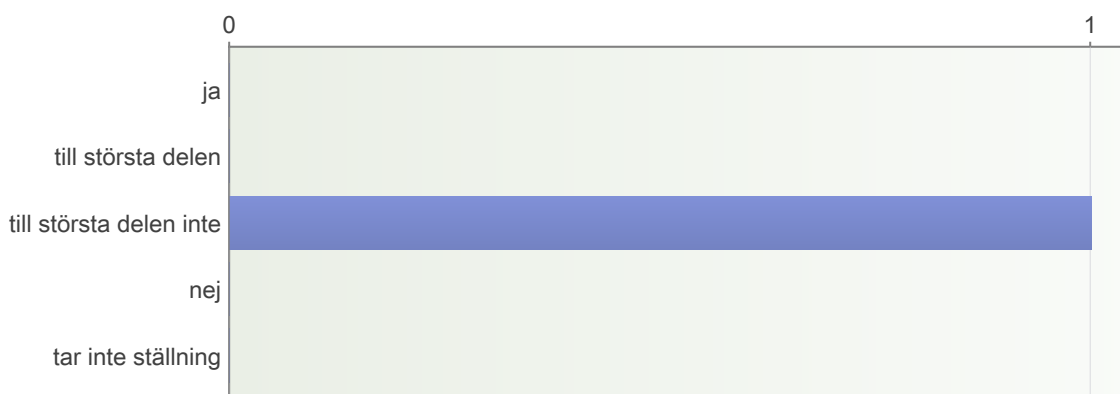 0 1
ja
till största delen
till största delen inte
nej
tar inte ställning